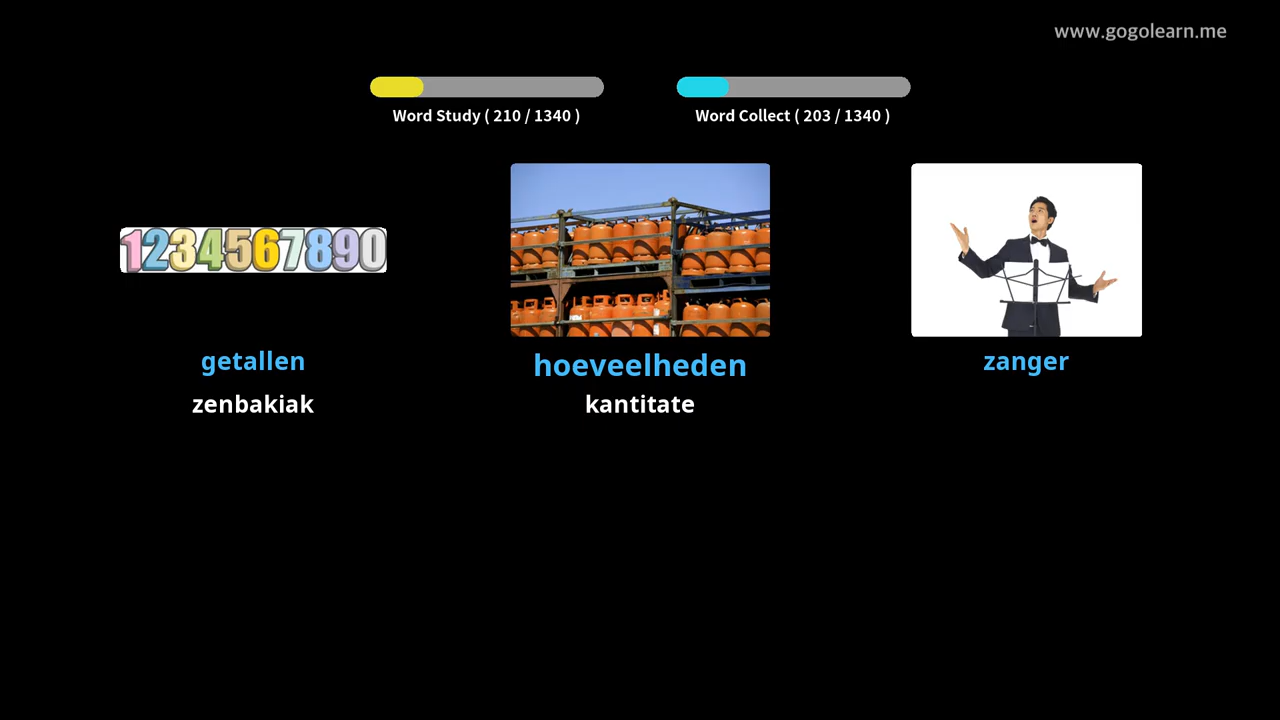 www.gogolearn.me
Word Study ( 210 / 1340 )
Word Collect ( 203 / 1340 )
1234567890
getallen
hoeveelheden
zanger
zenbakiak
kantitate